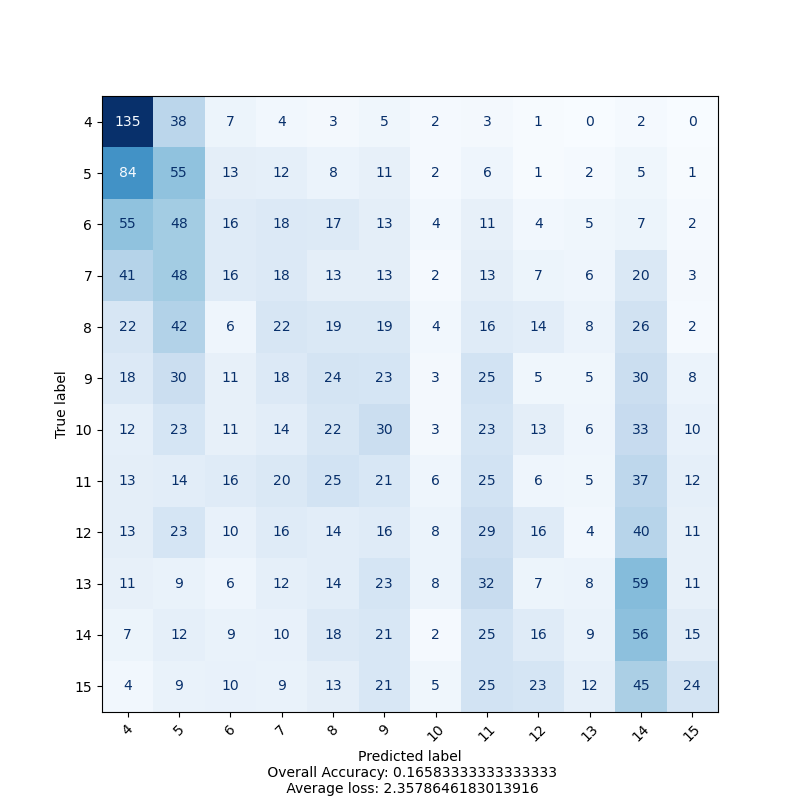 4 135 38 7 4 3 5 2 3 1 0 2 0
5 84 55 13 12 8 11 2 6 1 2 5 1
6 55 48 16 18 17 13 4 11 4 5 7 2
7 41 48 16 18 13 13 2 13 7 6 20 3
8 22 42 6 22 19 19 4 16 14 8 26 2
9 18 30 11 18 24 23 3 25 5 5 30 8
10 12 23 11 14 22 30 3 23 13 6 33 10
11 13 14 16 20 25 21 6 25 6 5 37 12
12 13 23 10 16 14 16 8 29 16 4 40 11
13 11 9 6 12 14 23 8 32 7 8 59 11
14 7 12 9 10 18 21 2 25 16 9 56 15
15 4 9 10 9 13 21 5 25 23 12 45 24
True label
4 5 6 7 8 9 10 11 12 13 14 15
Predicted label
Overall Accuracy: 0.16583333333333333
Average loss: 2.3578646183013916